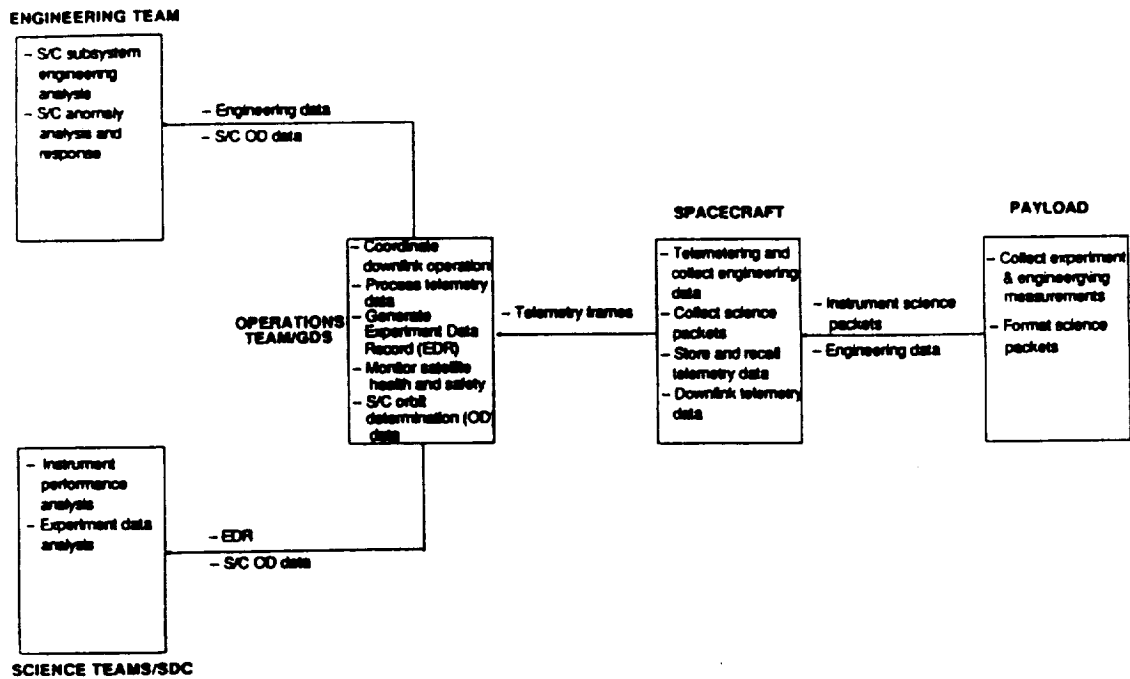 ENGINEERING TEAM
– S/C subsystem
engineering
analysis
– S/C anomaly
analysis and
response
– Engineering data
– S/C OD data
OPERATIONS
TEAM/GDS
– Coordinate
downlink operation
– Process telemetry
data
– Generate
Experiment Data
Record (EDR)
– Monitor satellite
health and safety
– S/C orbit
determination (OD)
data
– Telemetry frames
SPACECRAFT
– Telemetering and
collect engineering
data
– Collect science
packets
– Store and recall
telemetry data
– Downlink telemetry
data
– Instrument science
packets
– Engineering data
PAYLOAD
– Collect experiment
& engineergving
measurements
– Format science
packets
– Instrument
performance
analysis
– Experiment data
analysis
– EDR
– S/C OD data
SCIENCE TEAMS/SDC